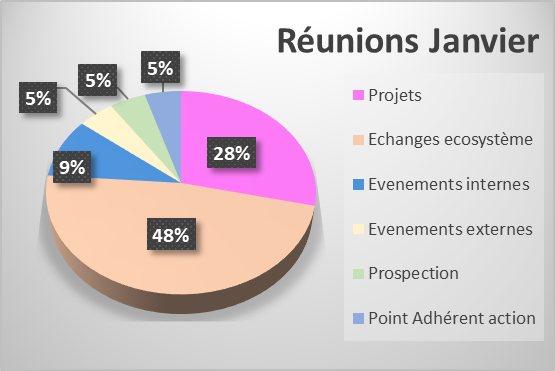 Réunions Janvier
5%
5%
5%
28%
9%
48%
Projets
Echanges ecosystème
Evenements internes
Evenements externes
Prospection
Point Adhérent action